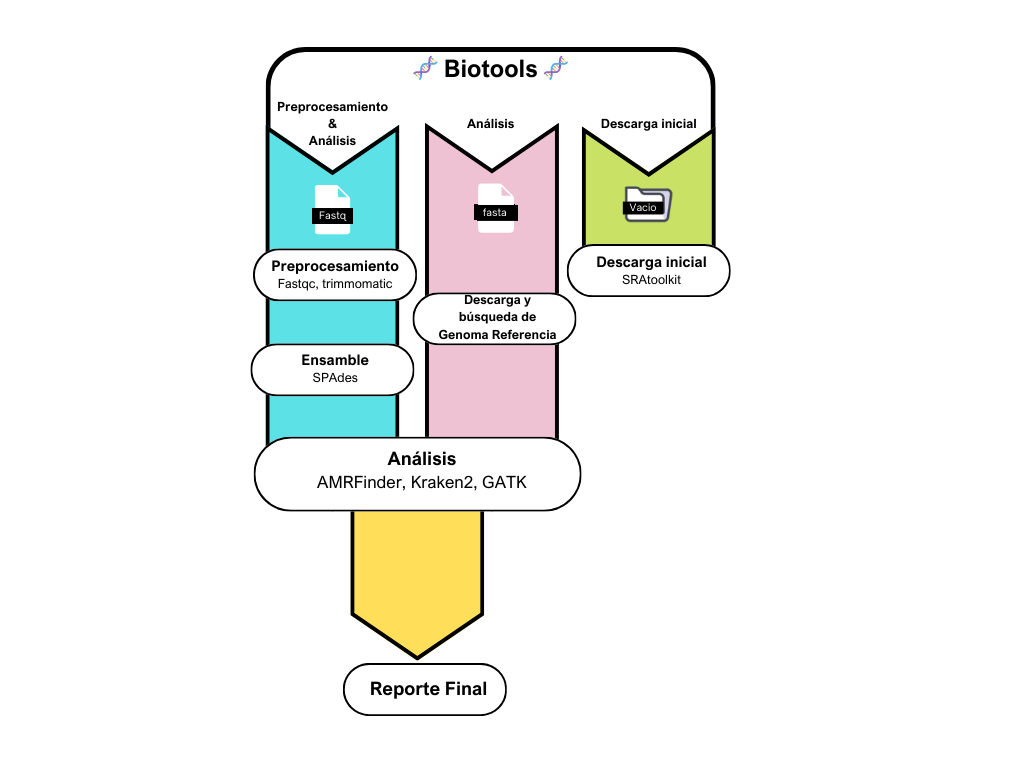 Biotools
Preprocesamiento
&
Análisis
Análisis
Descarga inicial
Fastq
fasta
Vacio
Preprocesamiento
Fastqc, trimmomatic
Descarga inicial
SRAtoolkit
Descarga y
búsqueda de
Genoma Referencia
Ensamble
SPAdes
Análisis
AMRFinder, Kraken2, GATK
Reporte Final